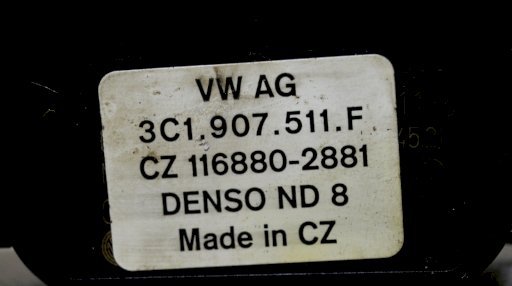 VW AG
3C1.907.511.F
CZ 116880-2881
DENSO ND 8
Made in CZ